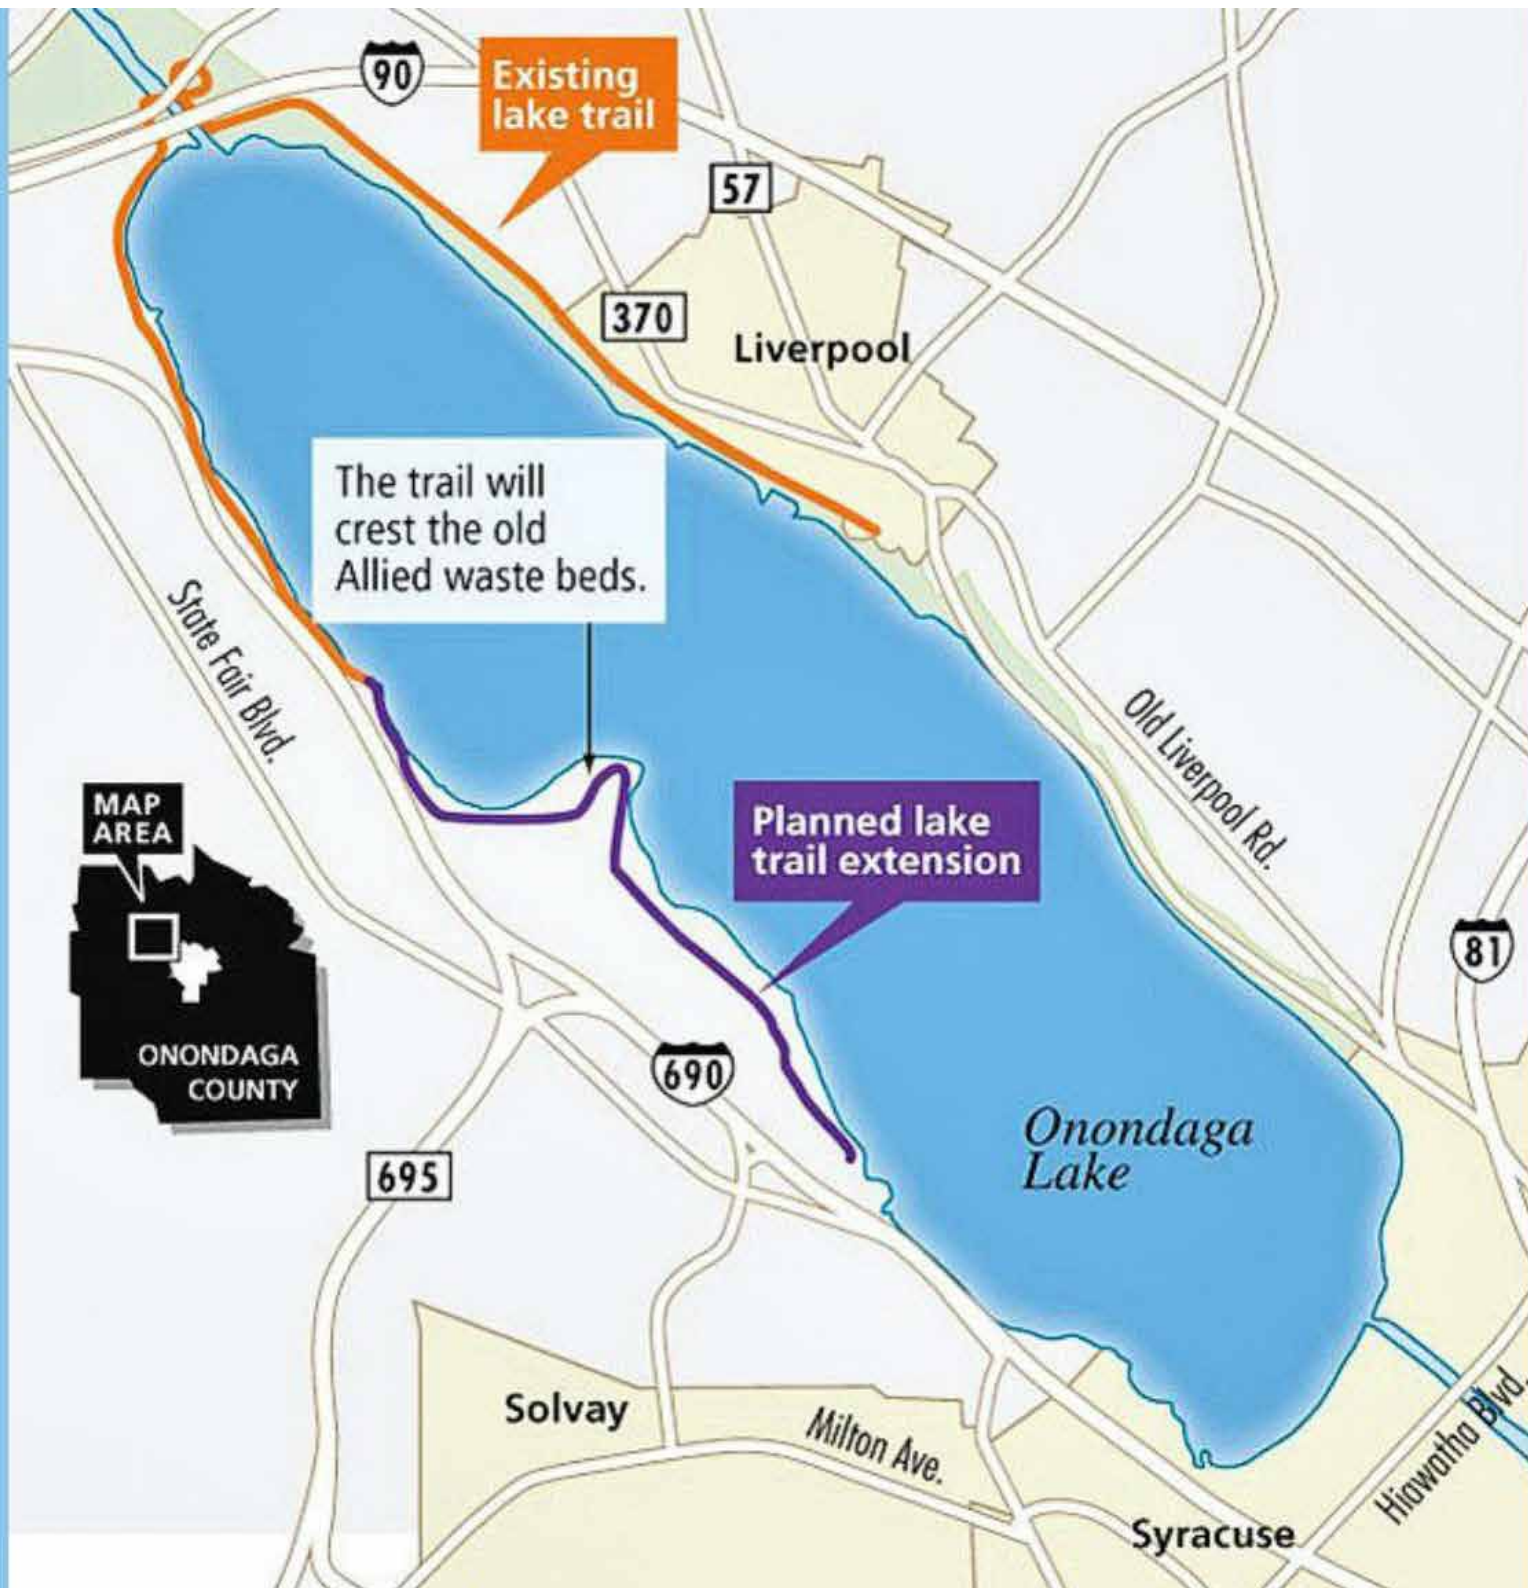 90
Existing
lake trail
57
370
Liverpool
The trail will
crest the old
Allied waste beds.
State Fair Blvd.
Old Liverpool Rd.
MAP
AREA
Planned lake
trail extension
81
ONONDAGA
COUNTY
690
Onondaga
Lake
695
Solvay
Milton Ave.
Hiawatha Blvd.
Syracuse